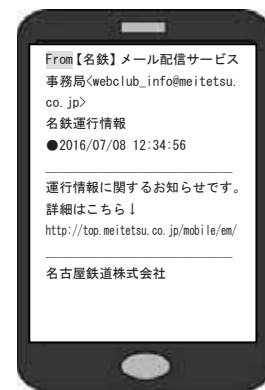 From【名鉄】メール配信サービス
事務局<webclub_info@meitetsu.
co.jp>
名鉄運行情報
●2016/07/08 12:34:56
運行情報に関するお知らせです。
詳細はこちら↓
http://top.meitetsu.co.jp/mobile/em/
名古屋鉄道株式会社